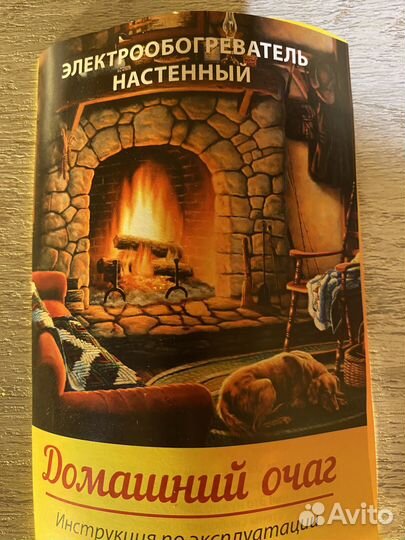 ЭЛЕКТРООБОГРЕВАТЕЛЬ
НАСТЕННЫЙ
Домашний очаг
Инструкция по эксплуатации
Avito